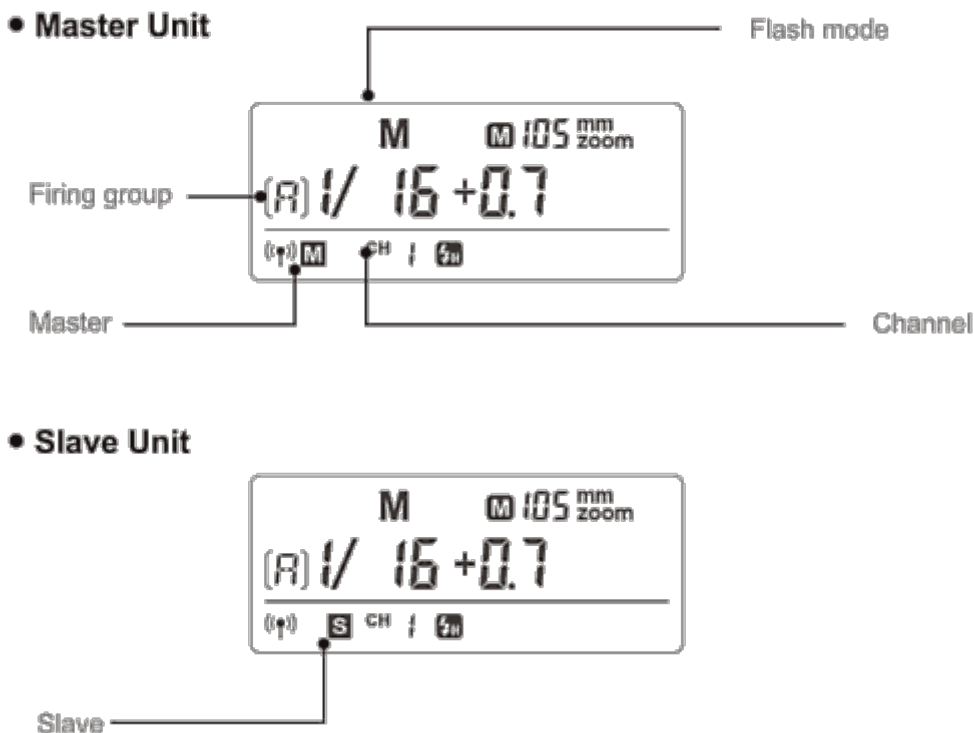 • Master Unit
Flash mode
M M 105 mm zoom
Firing group
(A) 1/ 16 +0.7
M CH 1 H
Master
Channel
• Slave Unit
M M 105 mm zoom
(A) 1/ 16 +0.7
S CH 1 H
Slave